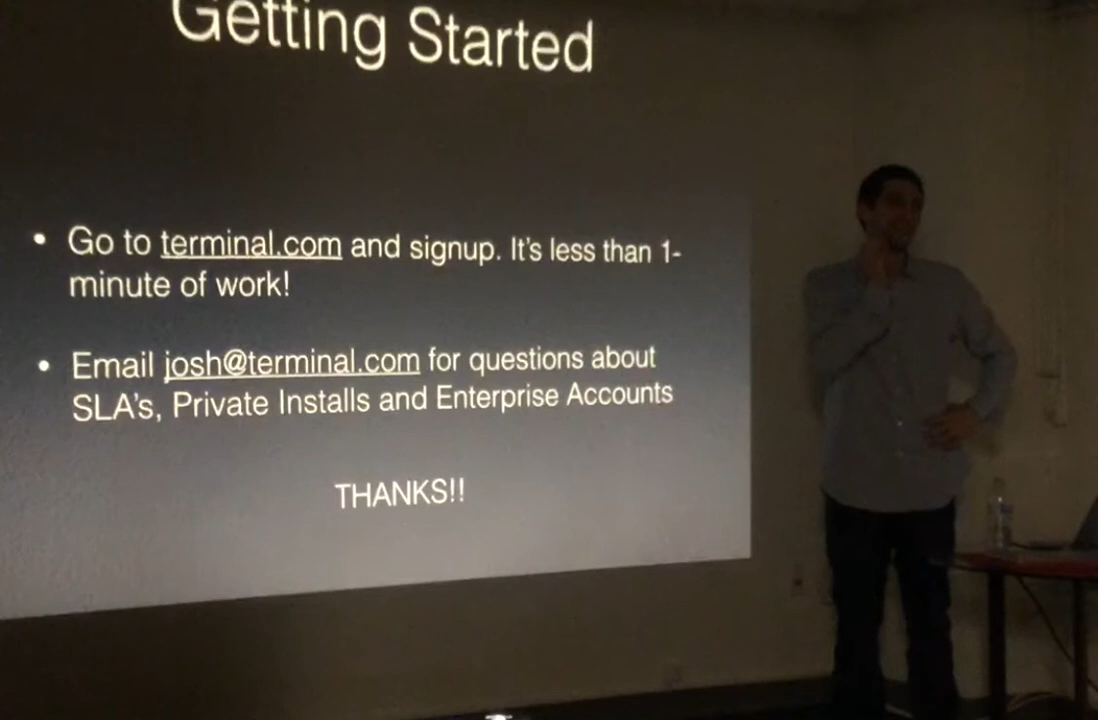 Getting Started
• Go to terminal.com and signup. It's less than 1-
minute of work!
• Email josh@terminal.com for questions about
SLA's, Private Installs and Enterprise Accounts
THANKS!!